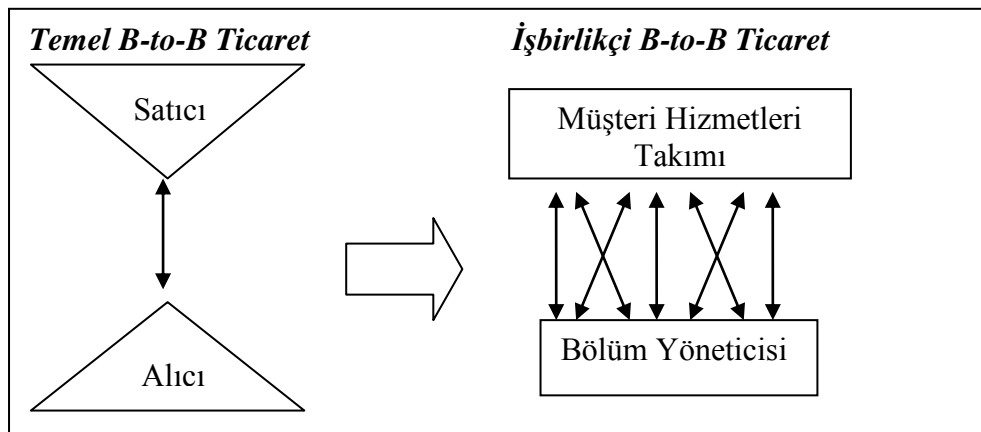 Temel B-to-B Ticaret
Satıcı
Alıcı
İşbirlikçi B-to-B Ticaret
Müşteri Hizmetleri
Takımı
Bölüm Yöneticisi